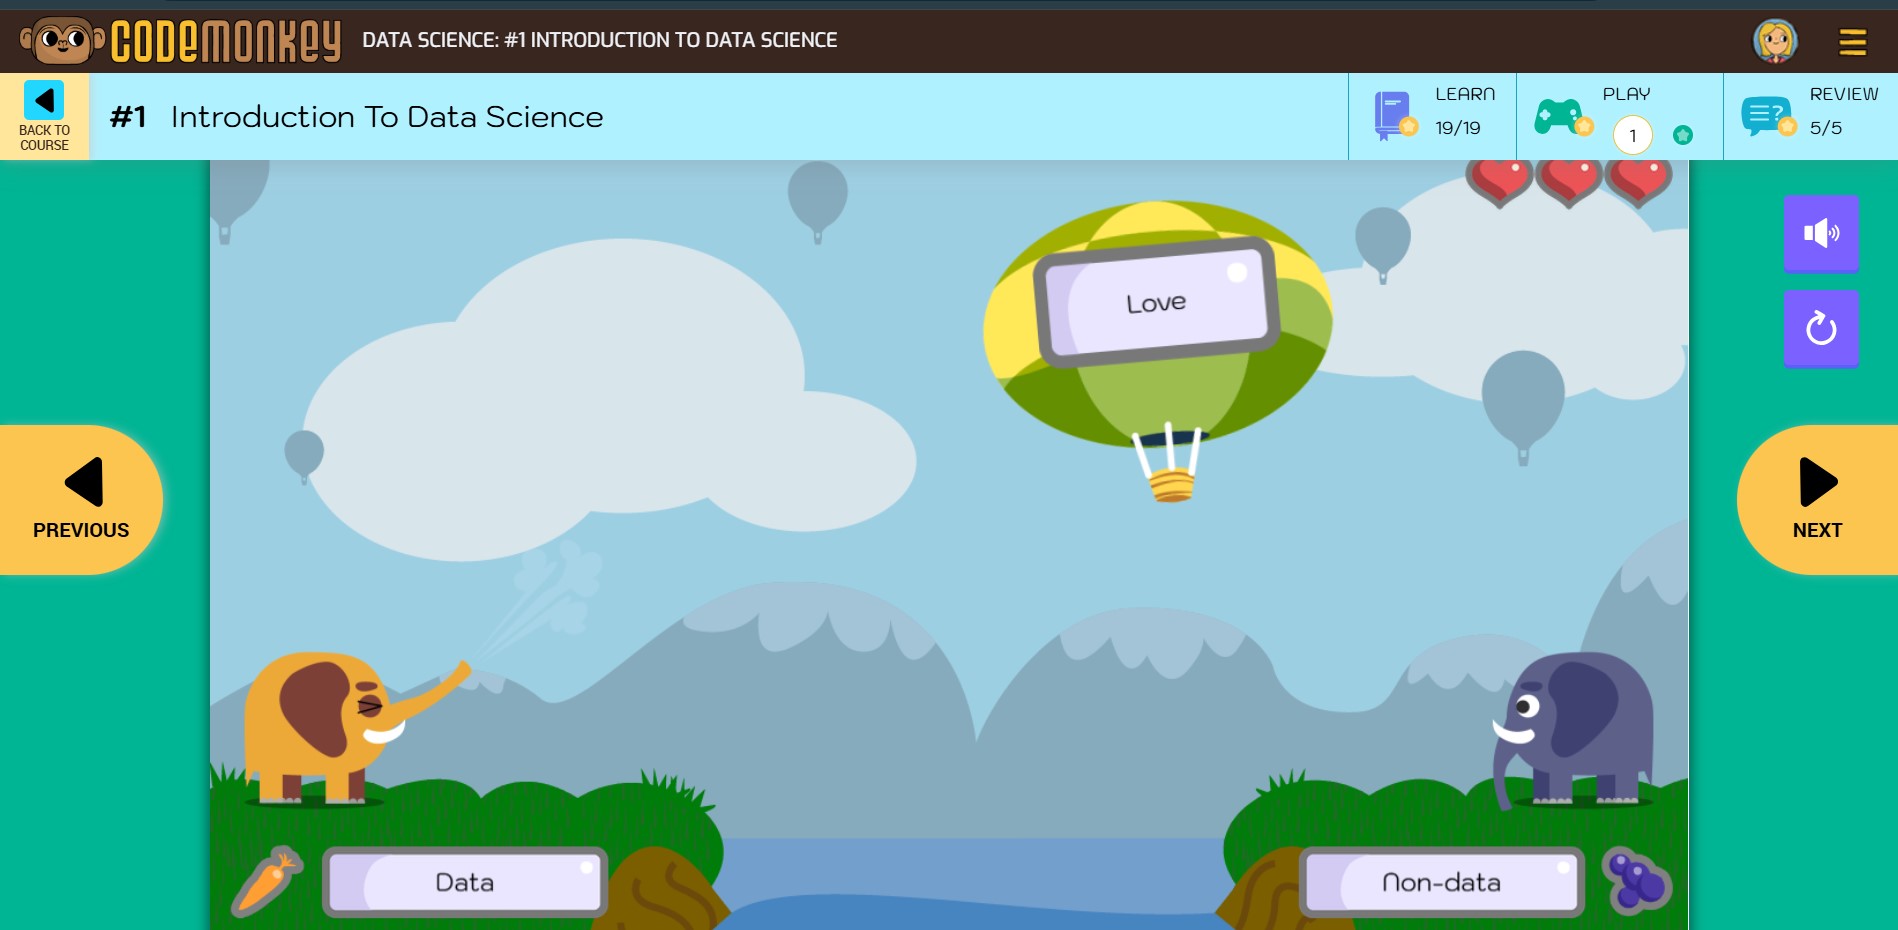 CODEMONKEY
DATA SCIENCE: #1 INTRODUCTION TO DATA SCIENCE
BACK TO
COURSE
#1 Introduction To Data Science
LEARN
19/19
PLAY
1
REVIEW
5/5
Love
PREVIOUS
NEXT
Data
Non-data